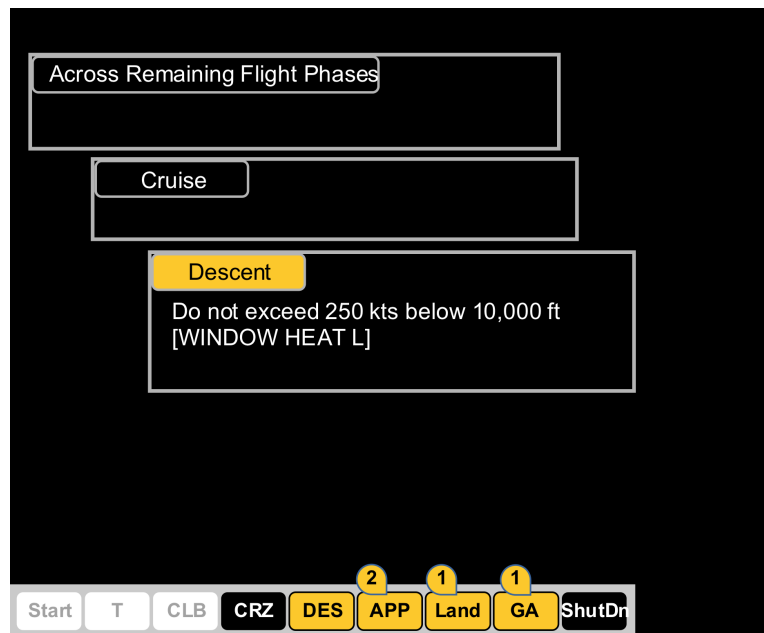 Across Remaining Flight Phases
Cruise
Descent
Do not exceed 250 kts below 10,000 ft
[WINDOW HEAT L]
2 1 1
Start T CLB CRZ DES APP Land GA ShutDn